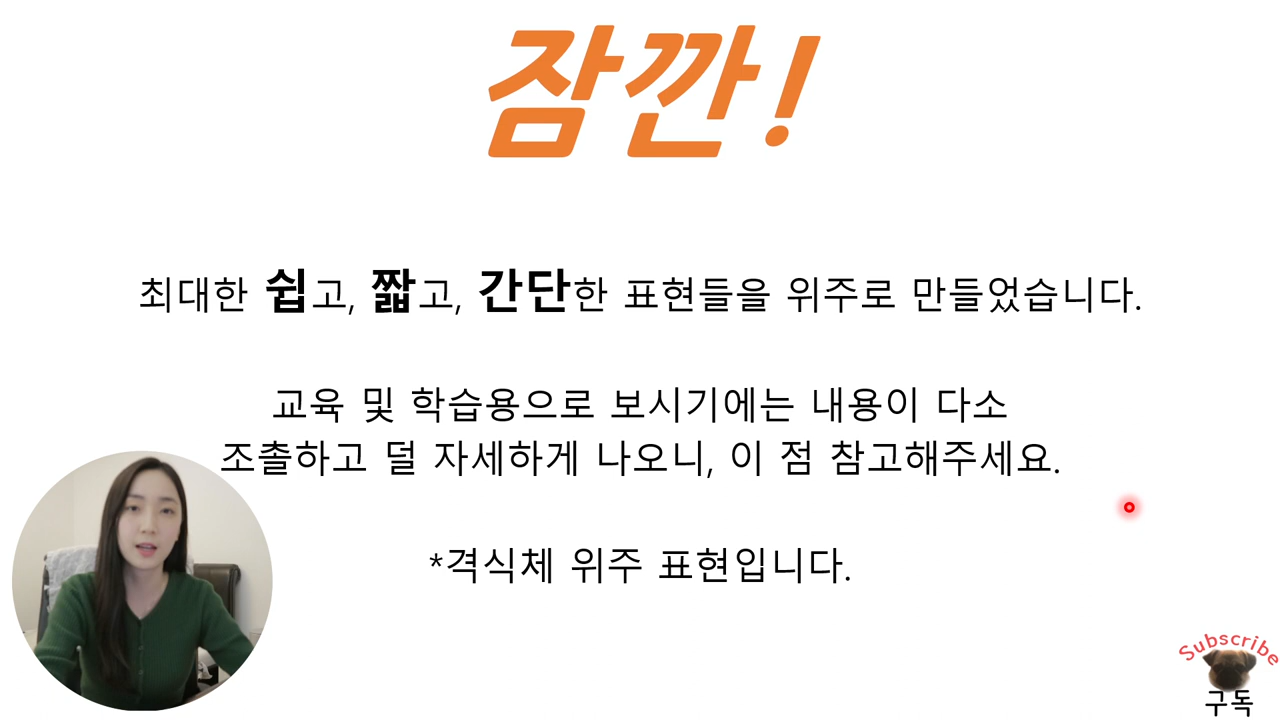 잠깐!
최대한 쉽고, 짧고, 간단한 표현들을 위주로 만들었습니다.
교육 및 학습용으로 보시기에는 내용이 다소
조촐하고 덜 자세하게 나오니, 이 점 참고해주세요.
*격식체 위주 표현입니다.
Subscribe
구독